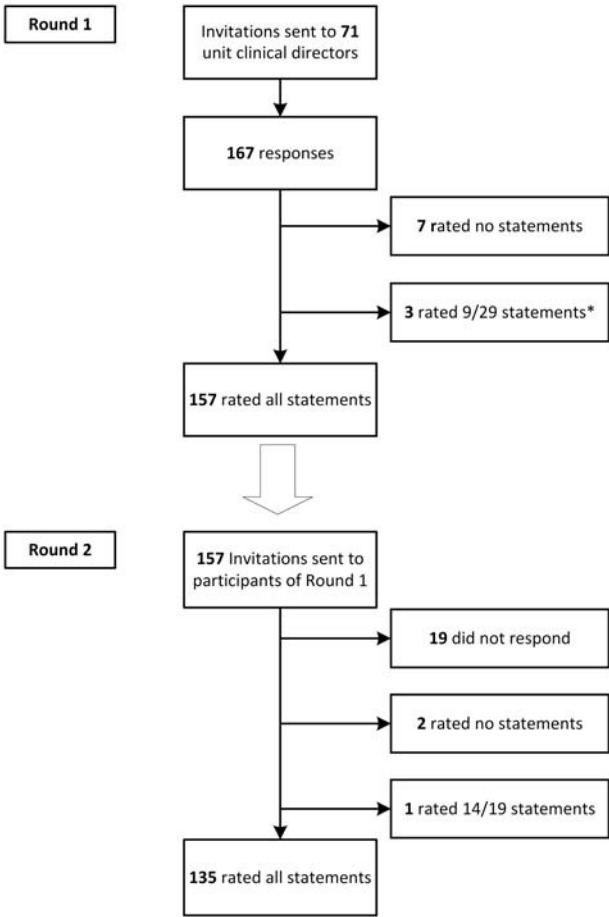 Round 1
Invitations sent to 71
unit clinical directors
167 responses
7 rated no statements
3 rated 9/29 statements*
157 rated all statements
Round 2
157 Invitations sent to
participants of Round 1
19 did not respond
2 rated no statements
1 rated 14/19 statements
135 rated all statements